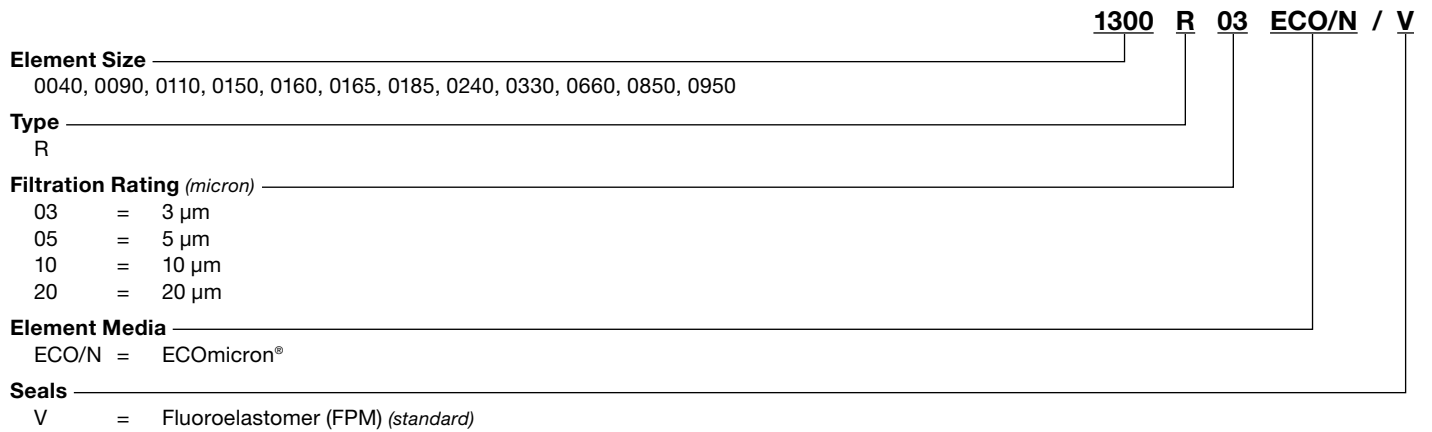 1300 R 03 ECO/N / V
Element Size
0040, 0090, 0110, 0150, 0160, 0165, 0185, 0240, 0330, 0660, 0850, 0950
Type
R
Filtration Rating (micron)
03 = 3 µm
05 = 5 µm
10 = 10 µm
20 = 20 µm
Element Media
ECO/N = ECOmicron®
Seals
V = Fluoroelastomer (FPM) (standard)